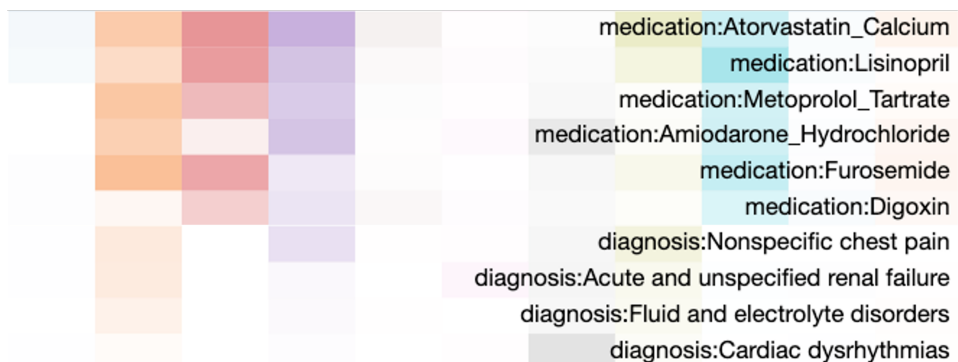 medication:Atorvastatin_Calcium
medication:Lisinopril
medication:Metoprolol_Tartrate
medication:Amiodarone_Hydrochloride
medication:Furosemide
medication:Digoxin
diagnosis:Nonspecific chest pain
diagnosis:Acute and unspecified renal failure
diagnosis:Fluid and electrolyte disorders
diagnosis:Cardiac dysrhythmias